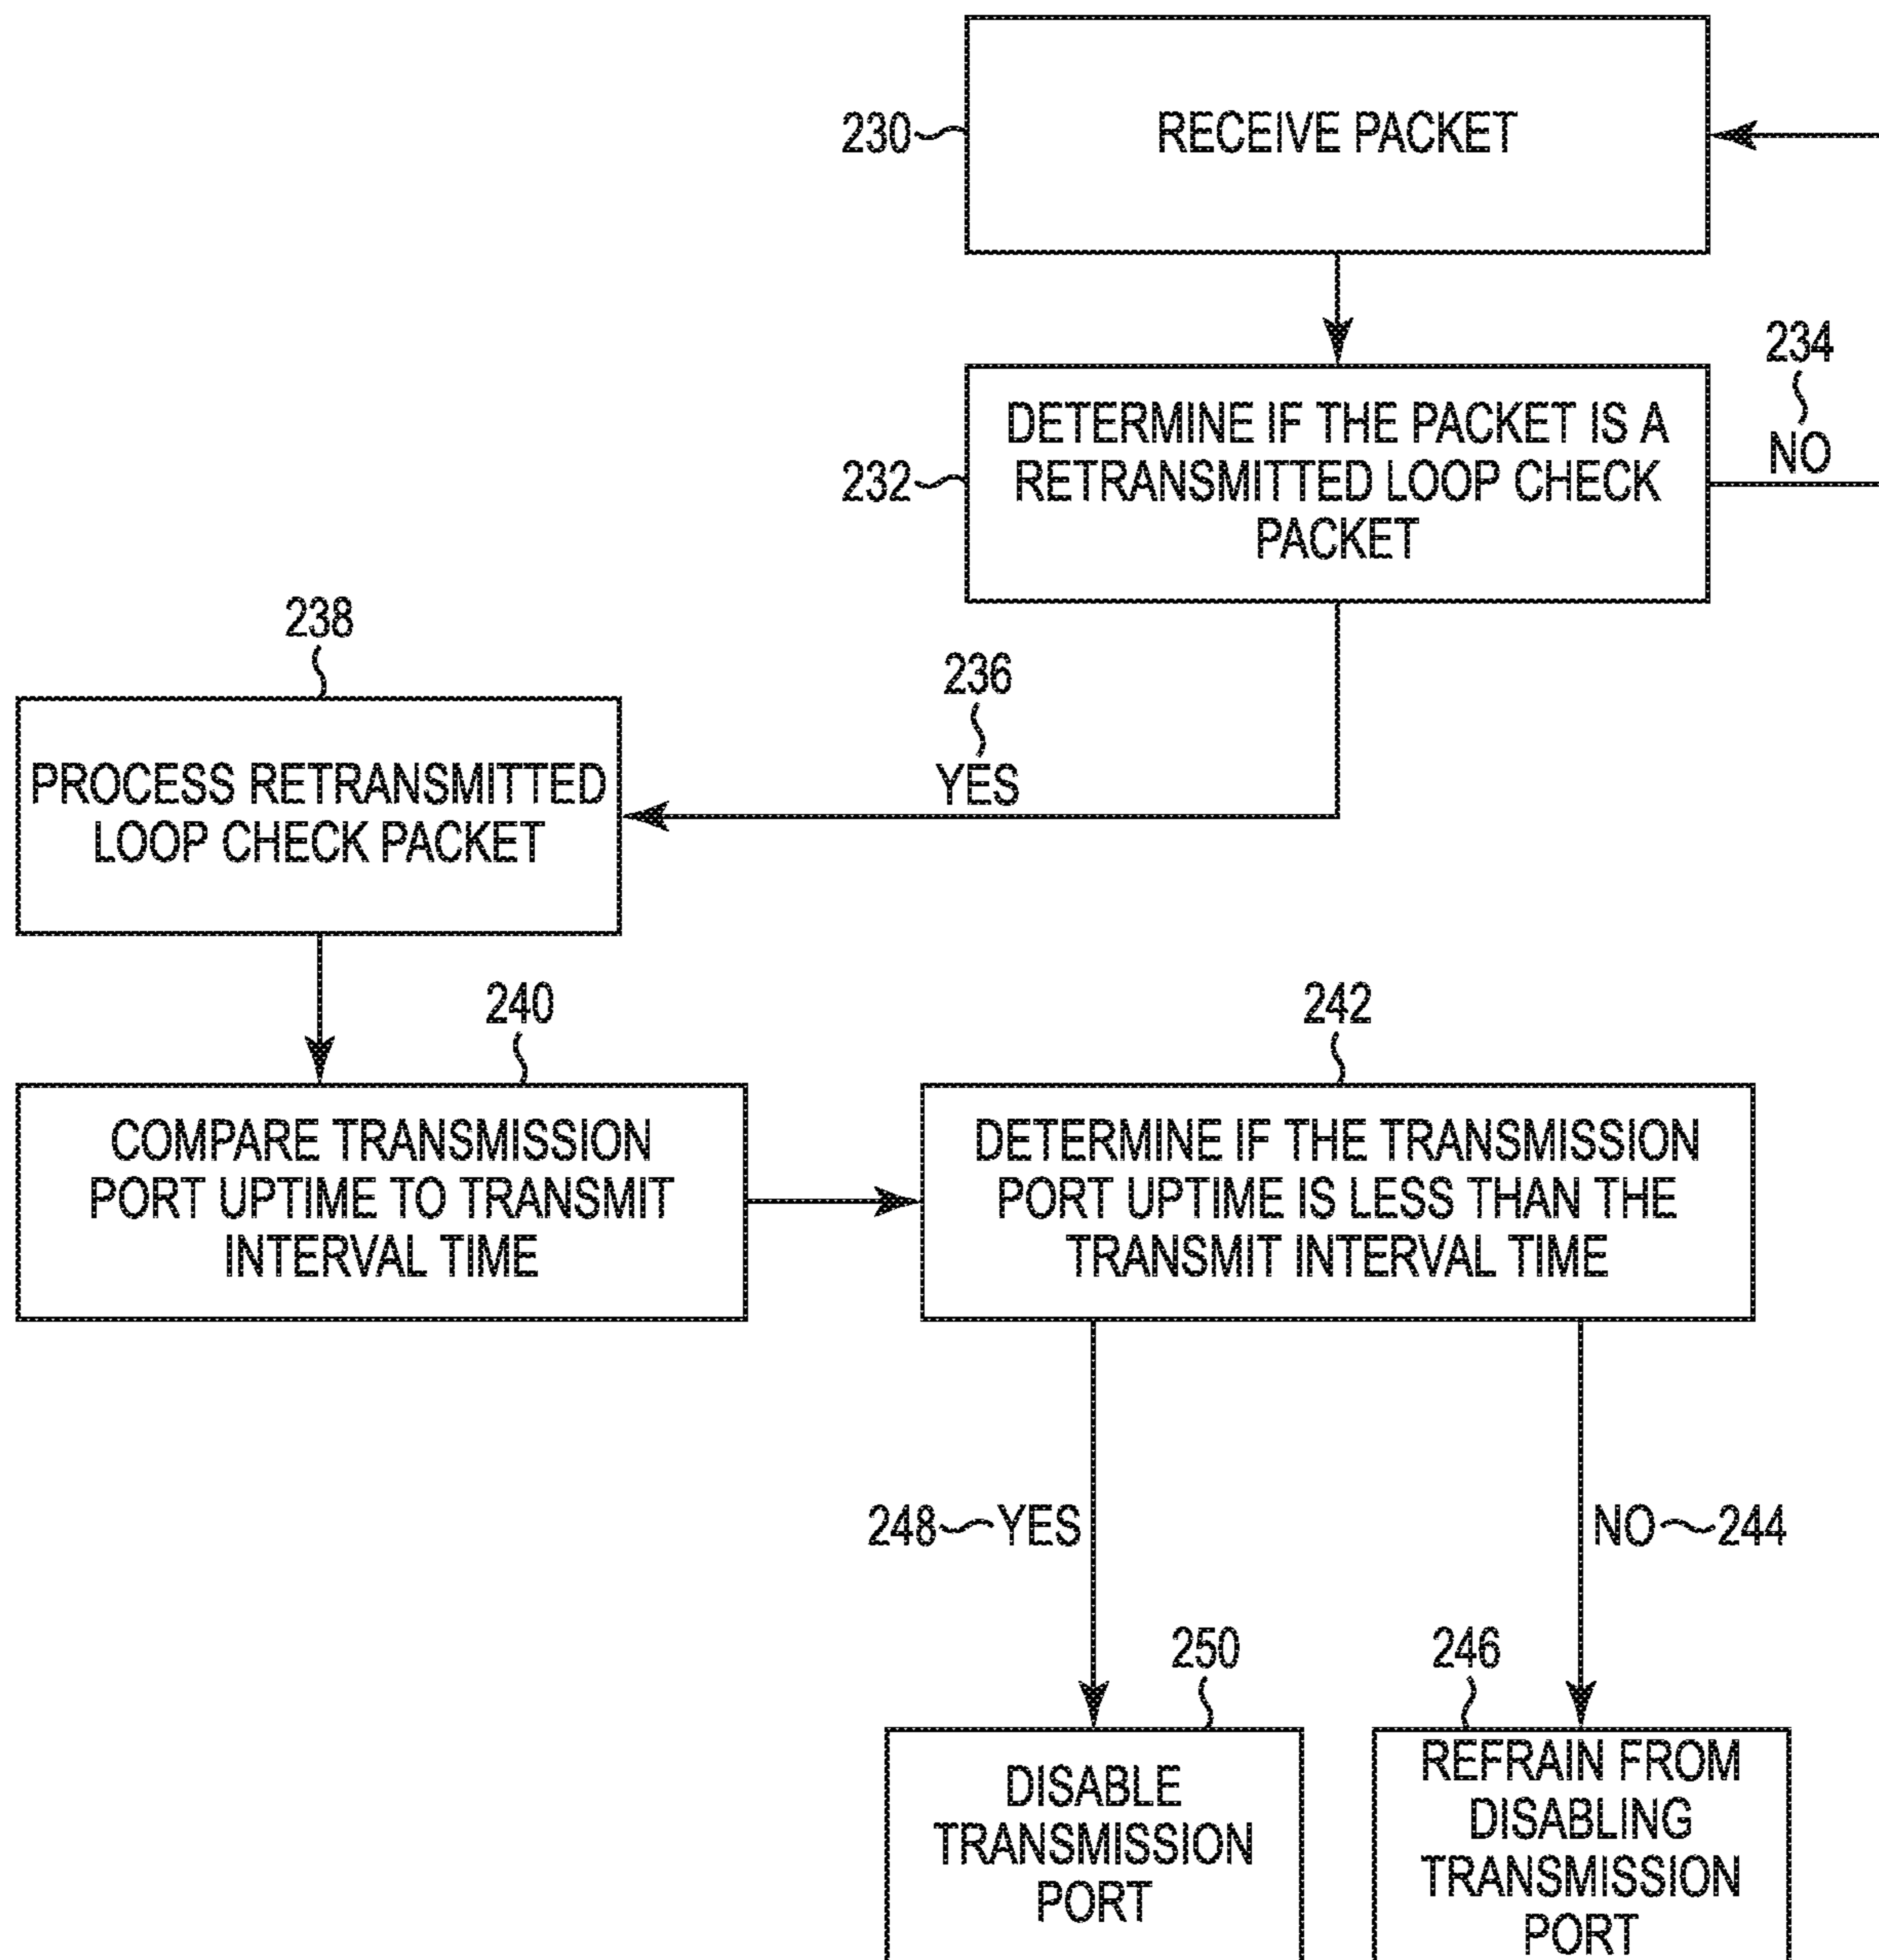 230
RECEIVE PACKET
234
NO
232
DETERMINE IF THE PACKET IS A
RETRANSMITTED LOOP CHECK
PACKET
236
YES
238
PROCESS RETRANSMITTED
LOOP CHECK PACKET
240
COMPARE TRANSMISSION
PORT UPTIME TO TRANSMIT
INTERVAL TIME
242
DETERMINE IF THE TRANSMISSION
PORT UPTIME IS LESS THAN THE
TRANSMIT INTERVAL TIME
248 YES
NO 244
250
DISABLE
TRANSMISSION
PORT
246
REFRAIN FROM
DISABLING
TRANSMISSION
PORT